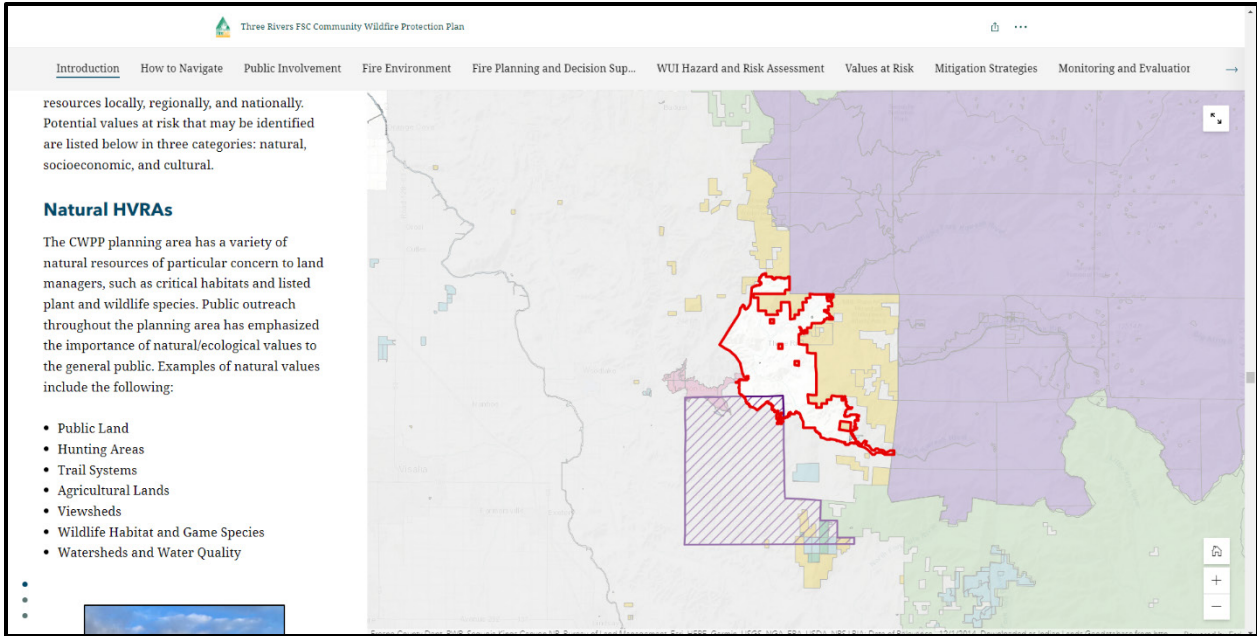 Three Rivers FSC Community Wildfire Protection Plan
Introduction How to Navigate Public Involvement Fire Environment Fire Planning and Decision Sup... WUI Hazard and Risk Assessment Values at Risk Mitigation Strategies Monitoring and Evaluation
resources locally, regionally, and nationally.
Potential values at risk that may be identified
are listed below in three categories: natural,
socioeconomic, and cultural.
Natural HVRAs
The CWPP planning area has a variety of
natural resources of particular concern to land
managers, such as critical habitats and listed
plant and wildlife species. Public outreach
throughout the planning area has emphasized
the importance of natural/ecological values to
the general public. Examples of natural values
include the following:
• Public Land
• Hunting Areas
• Trail Systems
• Agricultural Lands
• Viewsheds
• Wildlife Habitat and Game Species
• Watersheds and Water Quality